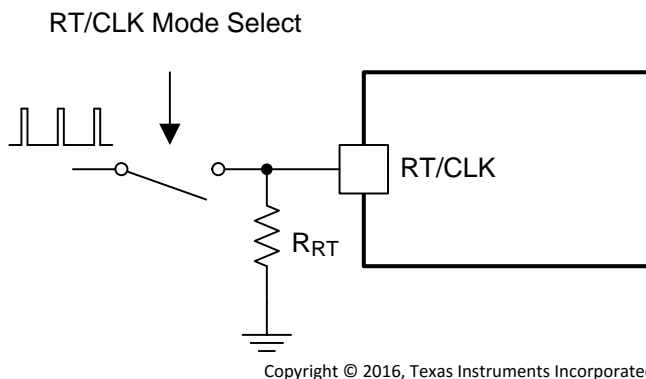 RT/CLK Mode Select
RT/CLK
RRT
Copyright © 2016, Texas Instruments Incorporated